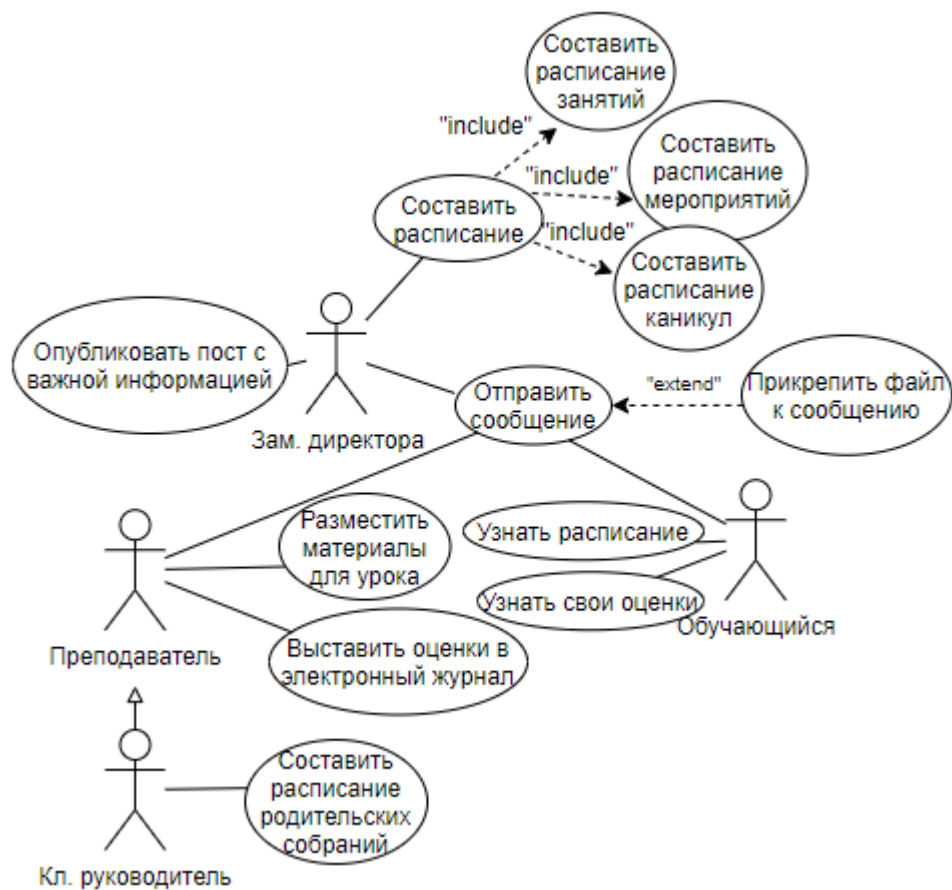 Составить
расписание
занятий
"include"
Составить
расписание
мероприятий
"include"
Составить
расписание
"include"
Составить
расписание
каникул
Опубликовать пост с
важной информацией
Зам. директора
Отправить
сообщение
"extend"
Прикрепить файл
к сообщению
Разместить
материалы
для урока
Узнать расписание
Узнать свои оценки
Обучающийся
Преподаватель
Выставить оценки в
электронный журнал
Составить
расписание
родительских
собраний
Кл. руководитель